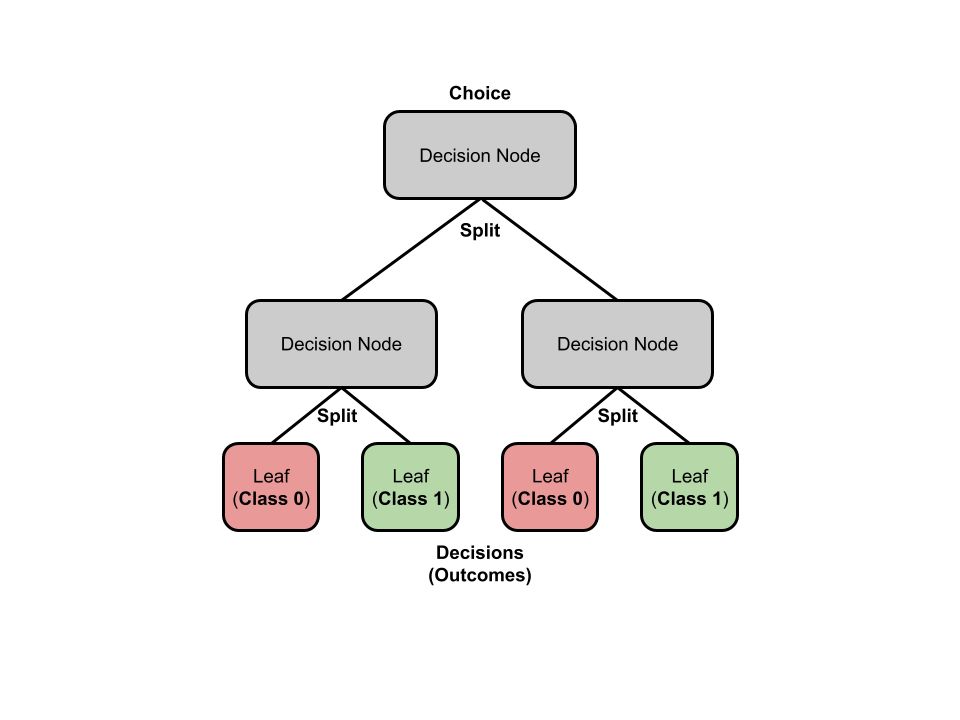 Choice
Decision Node
Split
Decision Node
Decision Node
Split
Split
Leaf
(Class 0)
Leaf
(Class 1)
Leaf
(Class 0)
Leaf
(Class 1)
Decisions
(Outcomes)